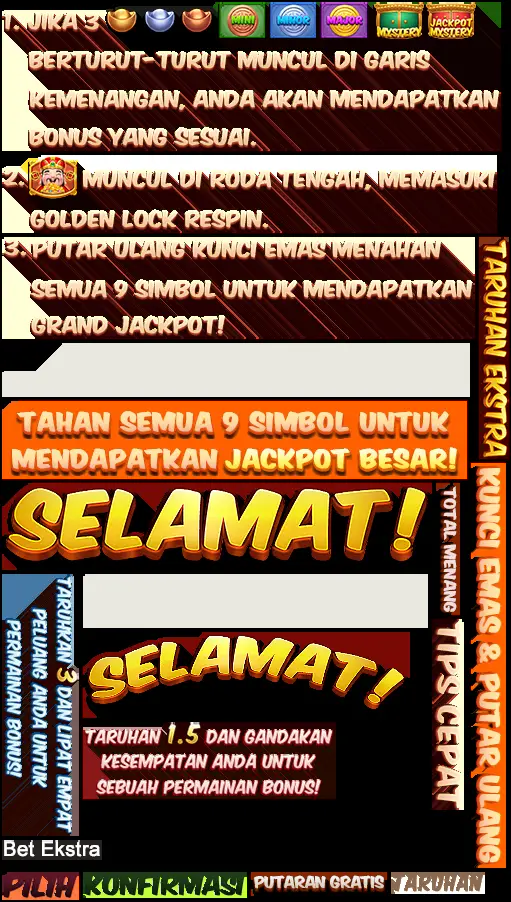 1. JIKA 3 MINI MINOR MAJOR MYSTERY JACKPOT MYSTERY
BERTURUT-TURUT MUNCUL DI GARIS
KEMENANGAN, ANDA AKAN MENDAPATKAN
BONUS YANG SESUAI.
2. MUNCUL DI RODA TENGAH, MEMASUKI
GOLDEN LOCK RESPIN.
3. PUTAR ULANG KUNCI EMAS MENAHAN
SEMUA 9 SIMBOL UNTUK MENDAPATKAN
GRAND JACKPOT!
TARUHAN EKSTRA
TAHAN SEMUA 9 SIMBOL UNTUK
MENDAPATKAN JACKPOT BESAR!
KUNCI EMAS & PUTAR ULANG
SELAMAT!
TOTAL MENANG
TARUHKAN 3 DAN LIPAT EMPAT
PELUANG ANDA UNTUK
PERMAINAN BONUS!
SELAMAT!
TIPS CEPAT
TARUHAN 1.5 DAN GANDAKAN
KESEMPATAN ANDA UNTUK
SEBUAH PERMAINAN BONUS!
Bet Ekstra
PILIH
KONFIRMASI
PUTARAN GRATIS
TARUHAN